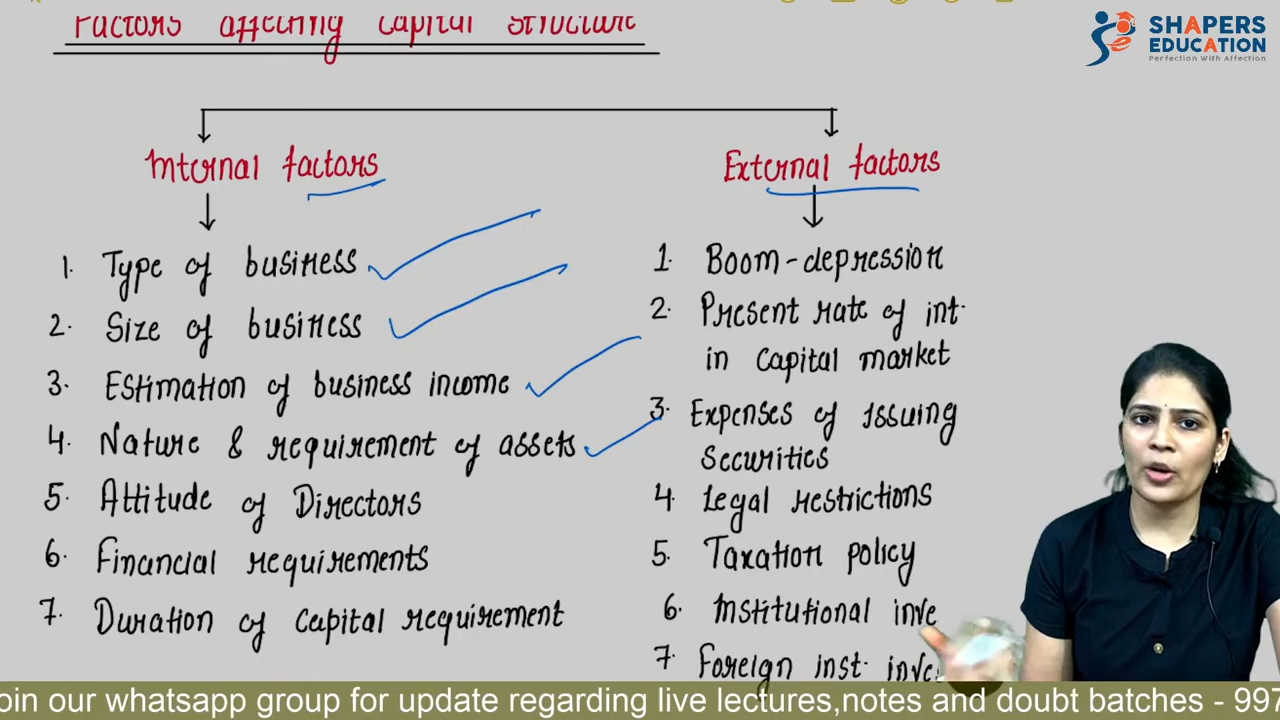 Factors affecting capital structure
SHAPERS
EDUCATION
Perfection With Affection
Internal factors
1. Type of business
2. Size of business
3. Estimation of business income
4. Nature & requirement of assets
5. Attitude of Directors
6. Financial requirements
7. Duration of capital requirement
External factors
1. Boom-depression
2. Present rate of int.
in capital market
3. Expenses of issuing
securities
4. Legal restrictions
5. Taxation policy
6. Institutional inve
7. Foreign inst. inve
oin our whatsapp group for update regarding live lectures,notes and doubt batches - 997